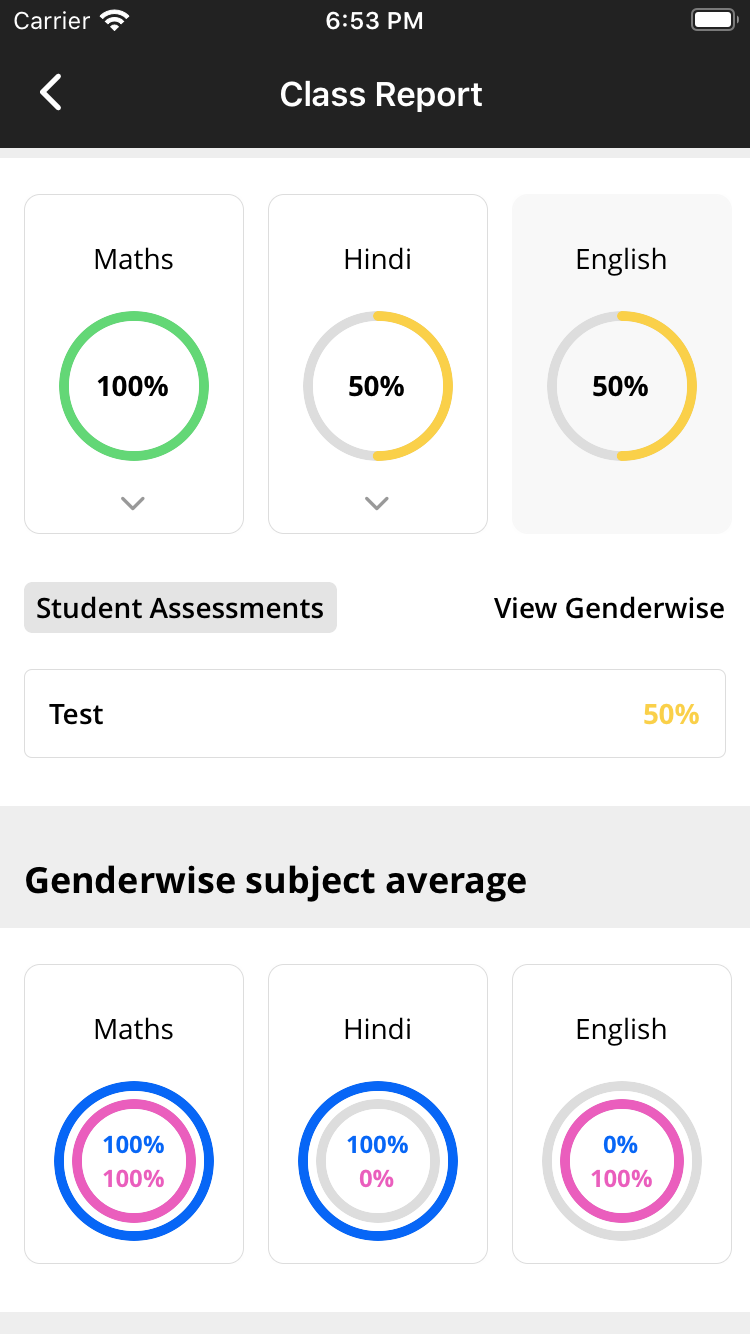 Carrier 6:53 PM
Class Report
Maths Hindi English
100% 50% 50%
Student Assessments View Genderwise
Test 50%
Genderwise subject average
Maths Hindi English
100% 100% 0%
100% 0% 100%